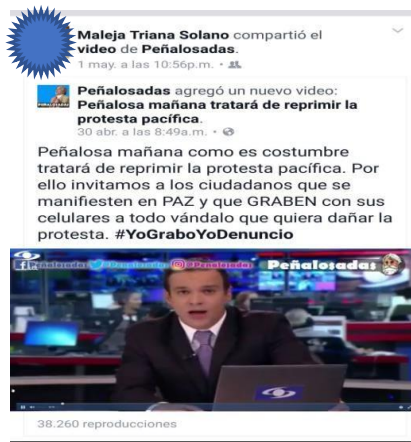 Maleja Triana Solano compartió el
video de Peñalosadas.
1 may. a las 10:56p.m. •
Peñalosadas agregó un nuevo video:
Peñalosa mañana tratará de reprimir la
protesta pacífica.
30 abr. a las 8:49a.m. •
Peñalosa mañana como es costumbre
tratará de reprimir la protesta pacífica. Por
ello invitamos a los ciudadanos que se
manifiesten en PAZ y que GRABEN con sus
celulares a todo vándalo que quiera dañar la
protesta. #YoGraboYoDenuncio
Peñalosadas @Peñalosadas @Peñalosadas Peñalosadas
38.260 reproducciones